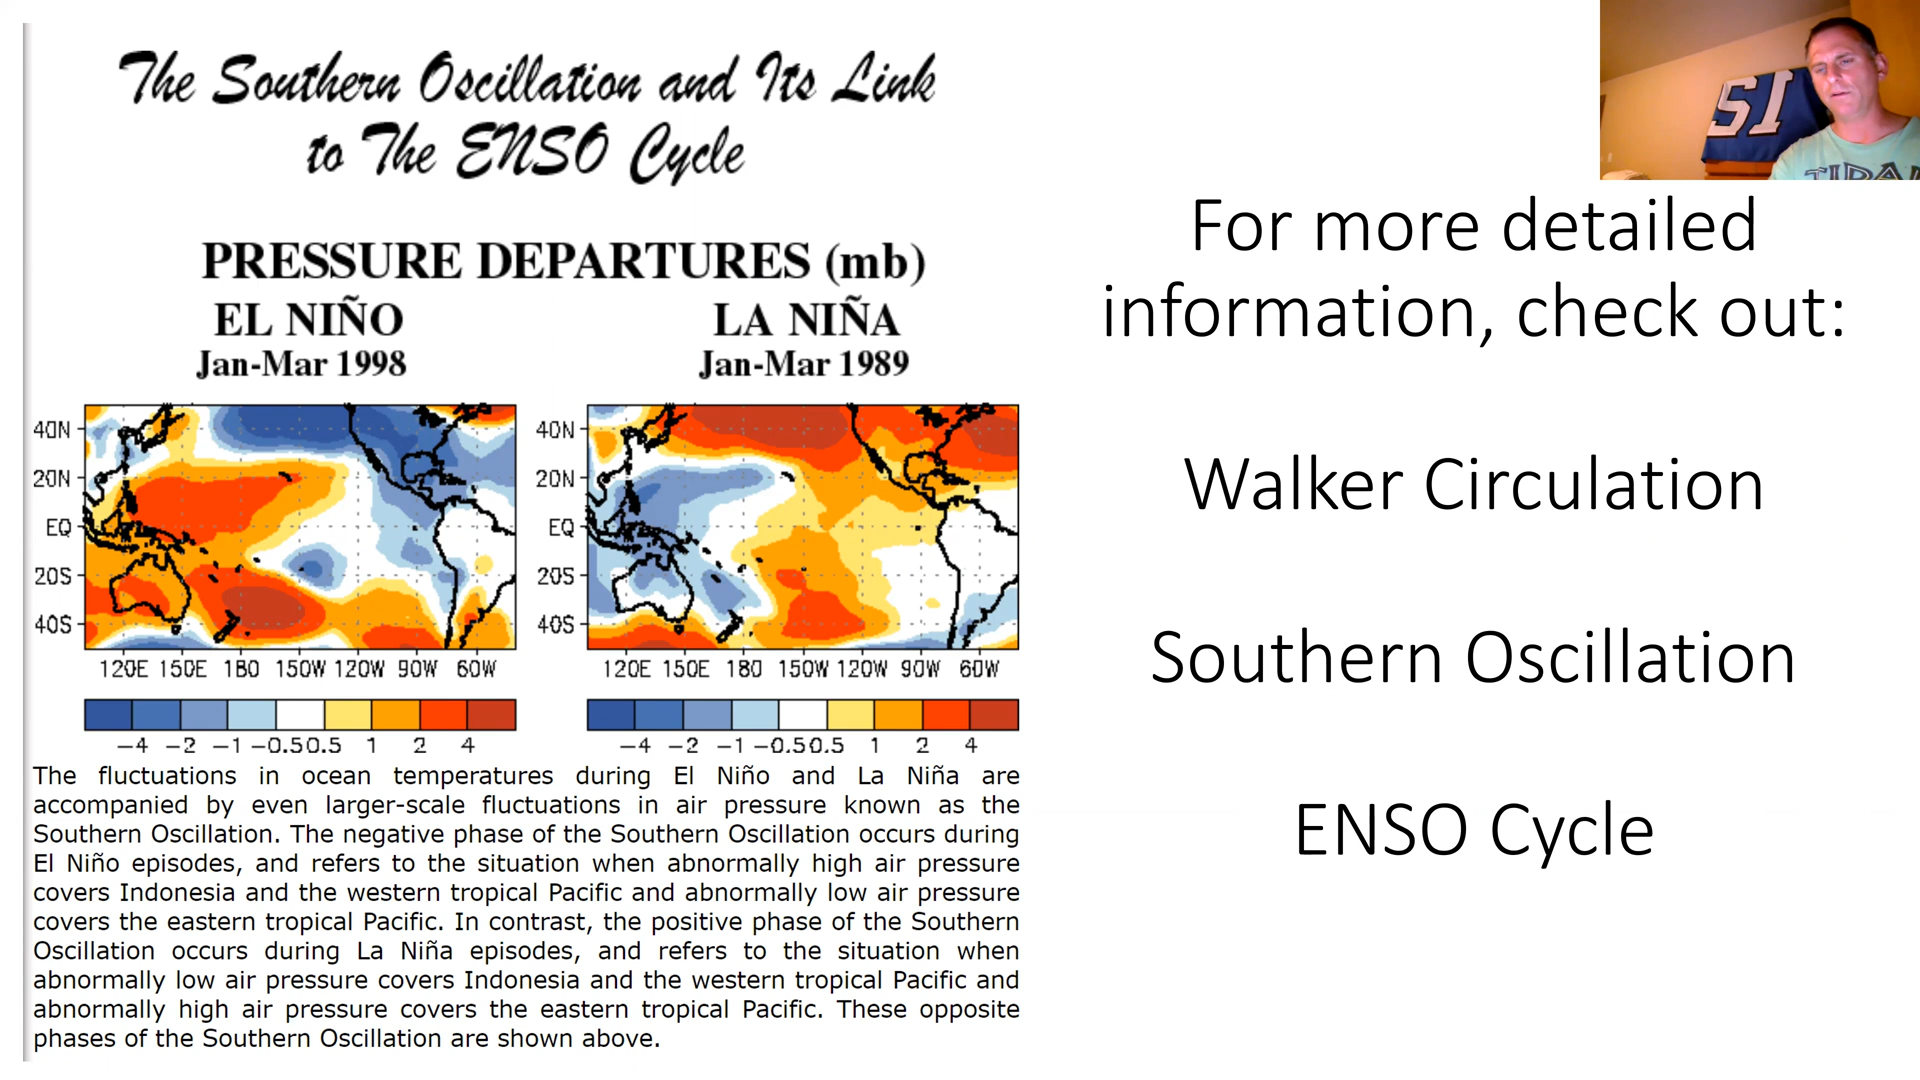 The Southern Oscillation and Its Link
to The ENSO Cycle
PRESSURE DEPARTURES (mb)
EL NIÑO
Jan-Mar 1998
LA NIÑA
Jan-Mar 1989
40N
20N
EQ
20S
40S
120E 150E 180 150W 120W 90W 60W
-4 -2 -1 -0.5 0.5 1 2 4
40N
20N
EQ
20S
40S
120E 150E 180 150W 120W 90W 60W
-4 -2 -1 -0.5 0.5 1 2 4
The fluctuations in ocean temperatures during El Niño and La Niña are
accompanied by even larger-scale fluctuations in air pressure known as the
Southern Oscillation. The negative phase of the Southern Oscillation occurs during
El Niño episodes, and refers to the situation when abnormally high air pressure
covers Indonesia and the western tropical Pacific and abnormally low air pressure
covers the eastern tropical Pacific. In contrast, the positive phase of the Southern
Oscillation occurs during La Niña episodes, and refers to the situation when
abnormally low air pressure covers Indonesia and the western tropical Pacific and
abnormally high air pressure covers the eastern tropical Pacific. These opposite
phases of the Southern Oscillation are shown above.
For more detailed
information, check out:
Walker Circulation
Southern Oscillation
ENSO Cycle